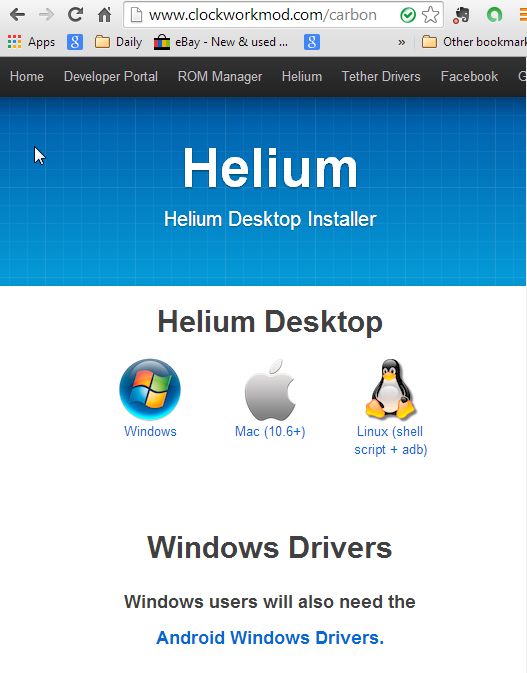 www.clockworkmod.com/carbon
Apps Daily eBay - New & used ... » Other bookmar
Home Developer Portal ROM Manager Helium Tether Drivers Facebook G
Helium
Helium Desktop Installer
Helium Desktop
Windows Mac (10.6+) Linux (shell
script + adb)
Windows Drivers
Windows users will also need the
Android Windows Drivers.